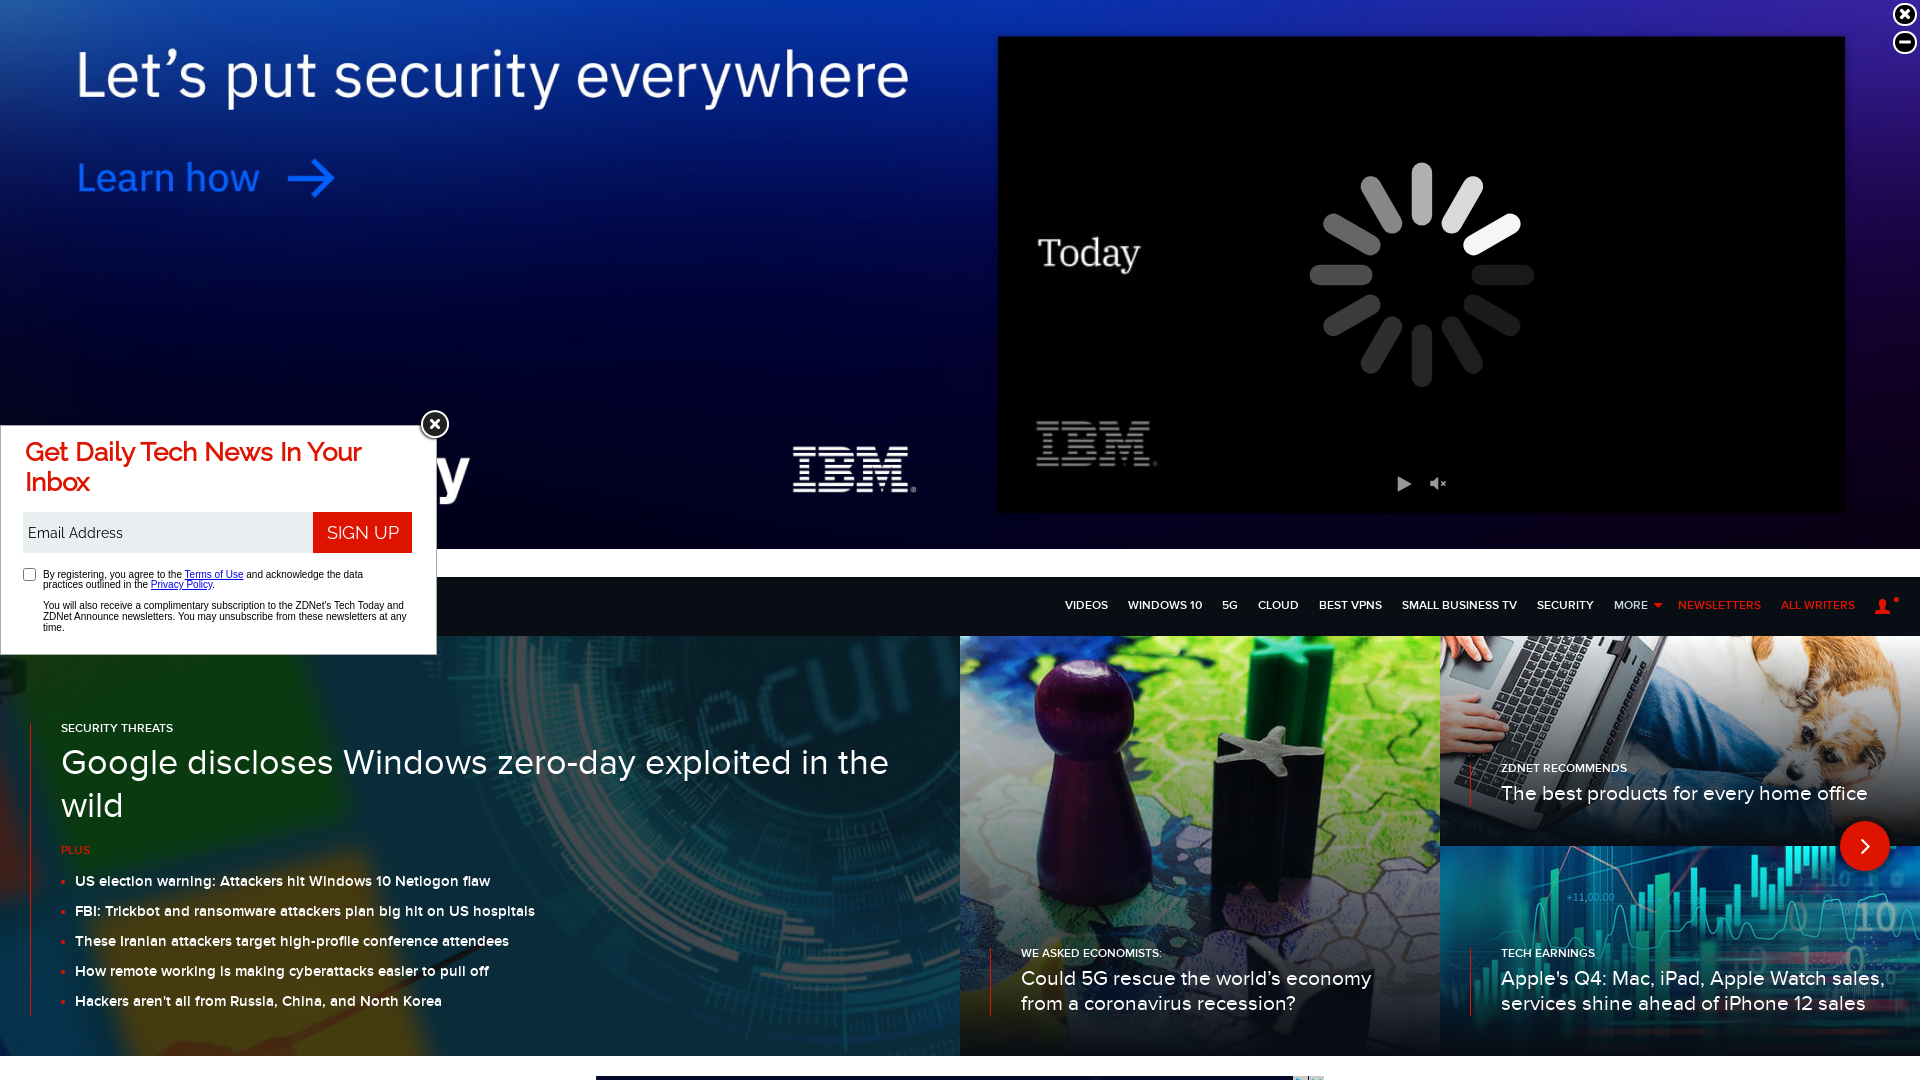 Let's put security everywhere
Learn how
Today
IBM
IBM
y
Get Daily Tech News In Your
Inbox
Email Address
SIGN UP
By registering, you agree to the Terms of Use and acknowledge the data
practices outlined in the Privacy Policy.
You will also receive a complimentary subscription to the ZDNet's Tech Today and
ZDNet Announce newsletters. You may unsubscribe from these newsletters at any
time.
VIDEOS WINDOWS 10 5G CLOUD BEST VPNS SMALL BUSINESS TV SECURITY MORE NEWSLETTERS ALL WRITERS
SECURITY THREATS
Google discloses Windows zero-day exploited in the
wild
PLUS
US election warning: Attackers hit Windows 10 Netlogon flaw
FBI: Trickbot and ransomware attackers plan big hit on US hospitals
These Iranian attackers target high-profile conference attendees
How remote working is making cyberattacks easier to pull off
Hackers aren't all from Russia, China, and North Korea
WE ASKED ECONOMISTS:
Could 5G rescue the world’s economy
from a coronavirus recession?
ZDNET RECOMMENDS
The best products for every home office
TECH EARNINGS
Apple's Q4: Mac, iPad, Apple Watch sales,
services shine ahead of iPhone 12 sales